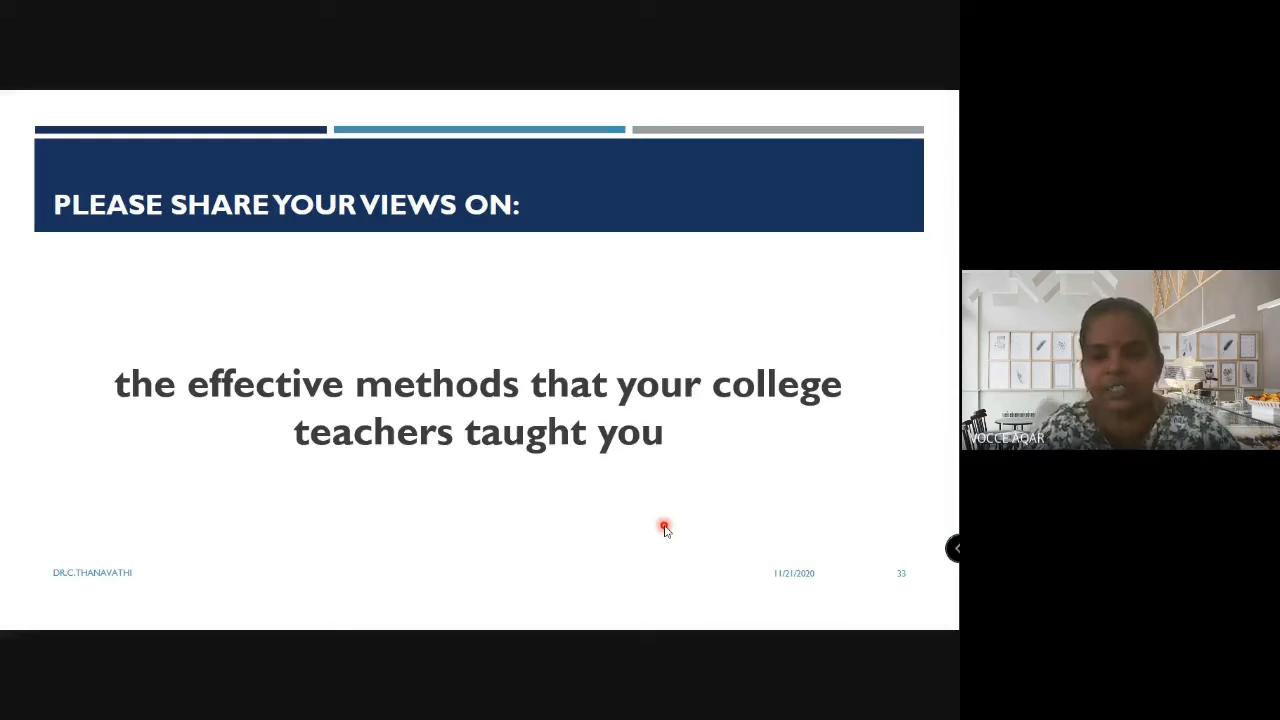 PLEASE SHARE YOUR VIEWS ON:
the effective methods that your college
teachers taught you
DR.C.THANAVATHI
11/21/2020
33
VOCCE AQAR